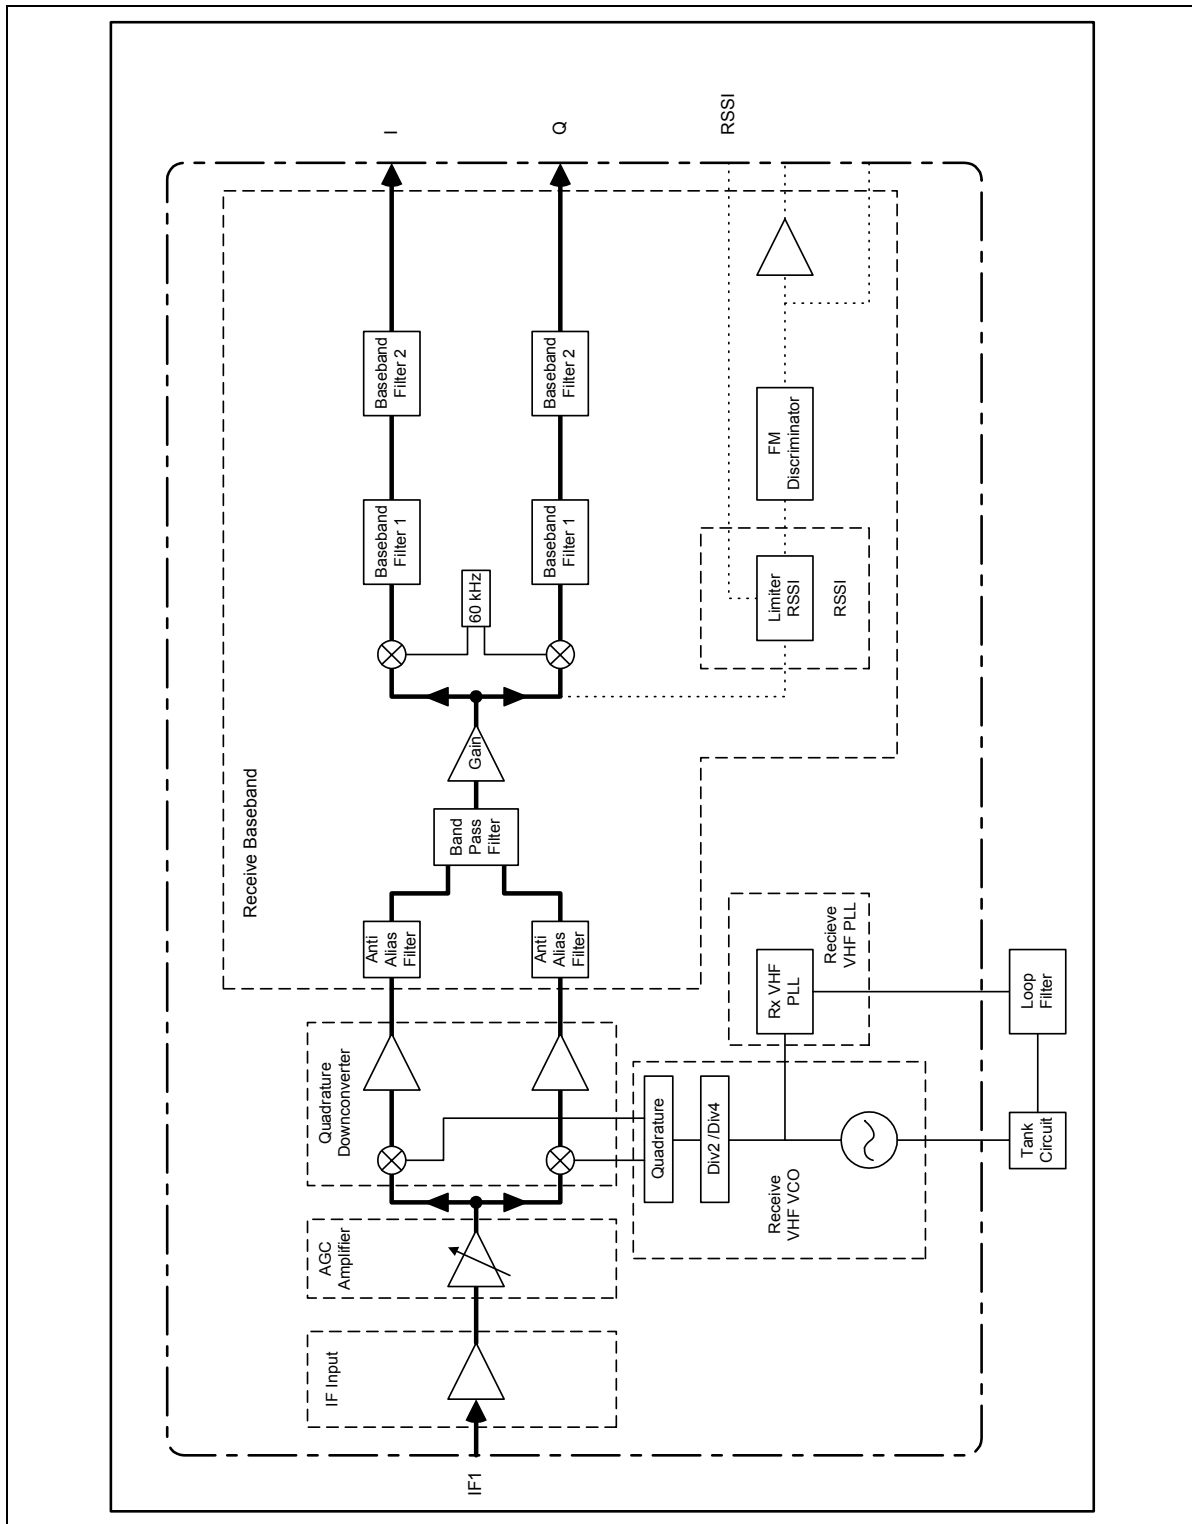 I
Q
RSSI
Receive Baseband
Baseband
Filter 2
Baseband
Filter 2
Baseband
Filter 1
Baseband
Filter 1
60 kHz
FM
Discriminator
Limiter
RSSI
RSSI
Gain
Band
Pass
Filter
Anti
Alias
Filter
Anti
Alias
Filter
Quadrature
Downconverter
AGC
Amplifier
IF Input
IF1
Quadrature
Div2 /Div4
Receive
VHF VCO
Rx VHF
PLL
Recieve
VHF PLL
Loop
Filter
Tank
Circuit